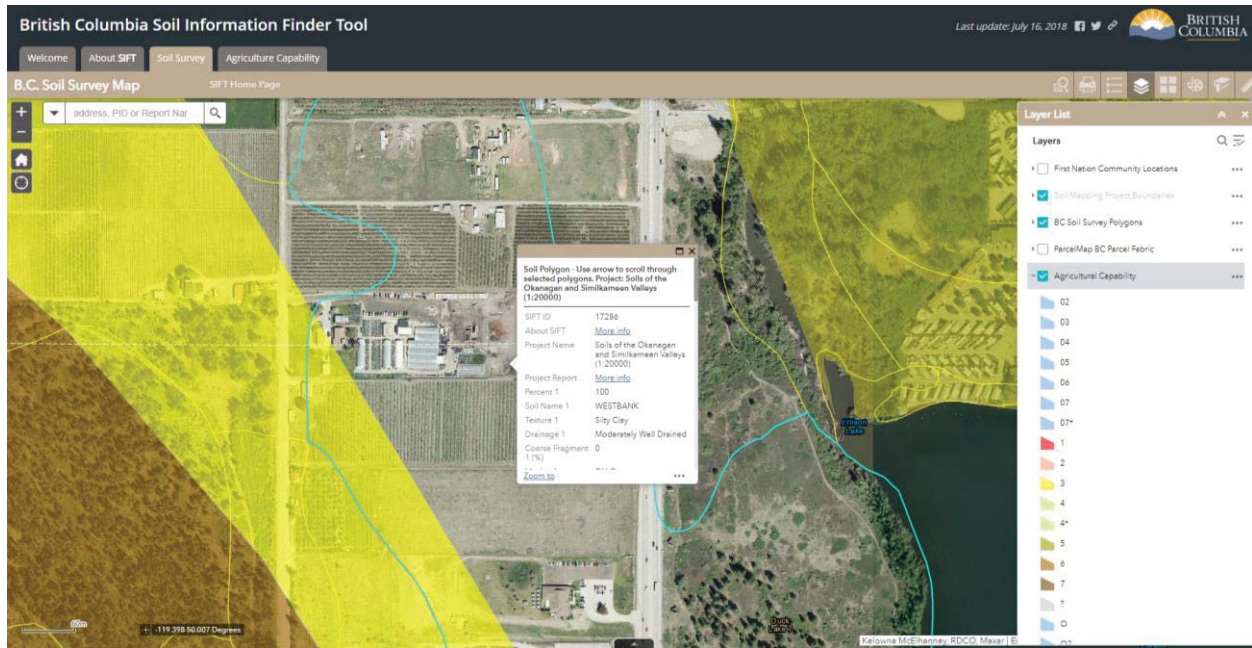 British Columbia Soil Information Finder Tool
Last update: July 16, 2018
BRITISH
COLUMBIA
Welcome
About SIFT
Soil Survey
Agriculture Capability
B.C. Soil Survey Map
SIFT Home Page
+
address, PID or Report Nar
−
Layer List
Layers
First Nation Community Locations
Soil Mapping Project Boundaries
BC Soil Survey Polygons
ParcelMap BC Parcel Fabric
Agricultural Capability
02
03
04
05
06
07
07*
1
2
3
4
4*
5
6
7
?
O
O2
Soil Polygon - Use arrow to scroll through
selected polygons. Project: Soils of the
Okanagan and Similkameen Valleys
(1:20000)
SIFT ID 17286
About SIFT More info
Project Name Soils of the Okanagan
and Similkameen Valleys
(1:20000)
Project Report More info
Percent 1 100
Soil Name 1 WESTBANK
Texture 1 Silty Clay
Drainage 1 Moderately Well Drained
Coarse Fragment 0
1 (%)
Zoom to
Ellison
Lake
Duck
Lake
60m
-119.398 50.007 Degrees
Kelowna McElhanney, RDCO, Maxar |